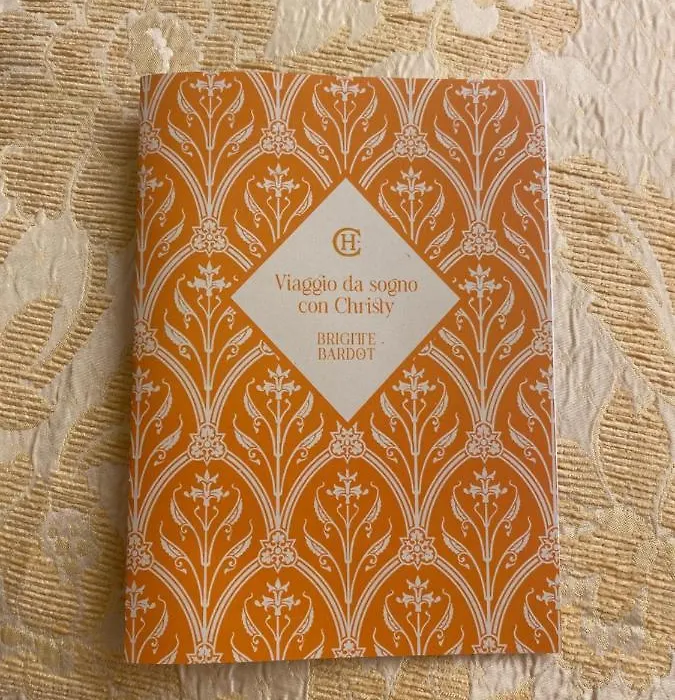 CH
Viaggio da sogno
con Christy
BRIGITTE
BARDOT